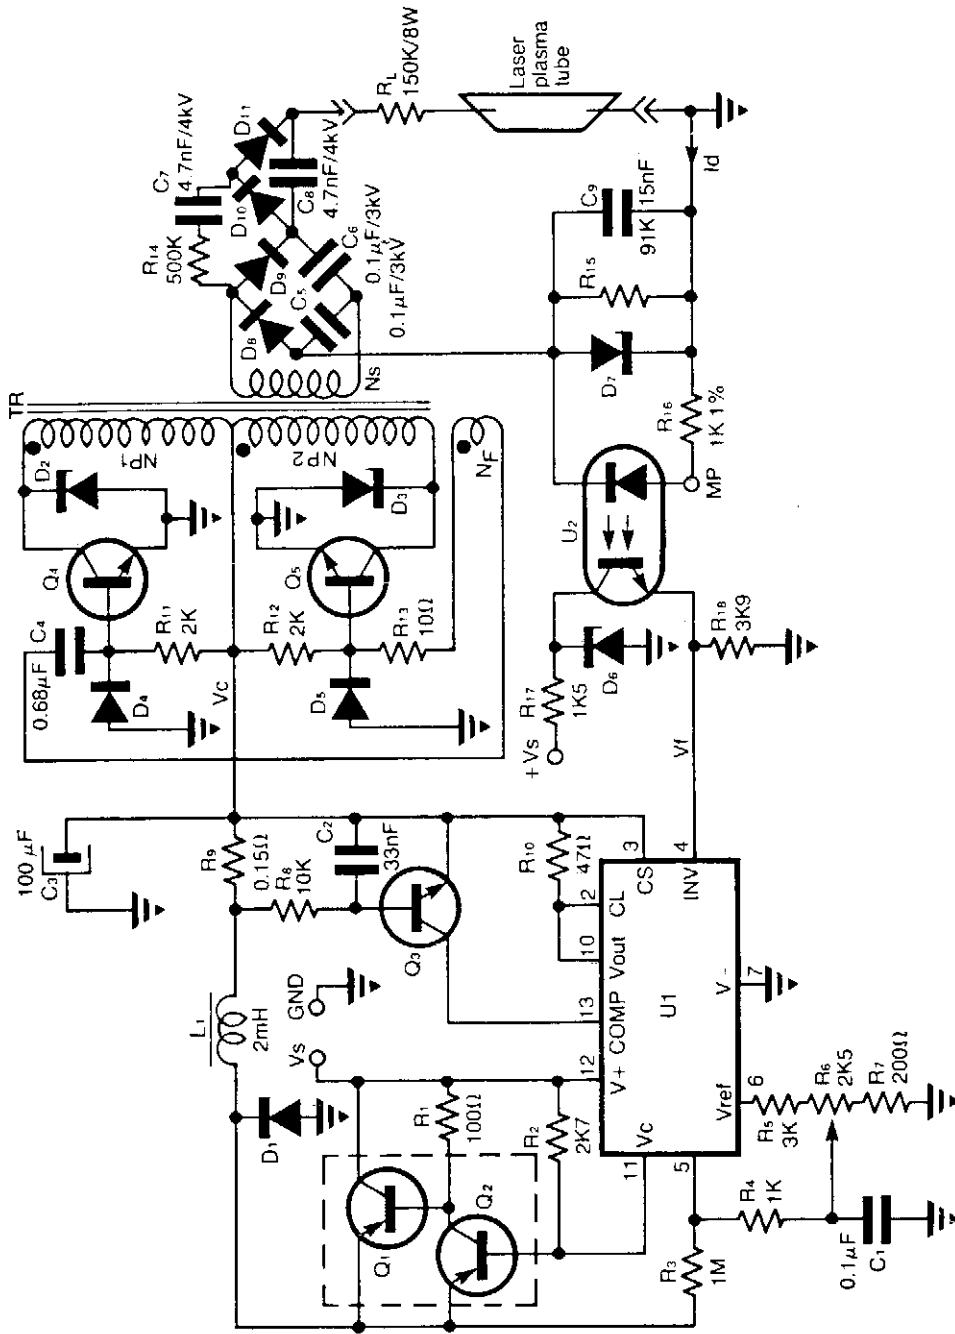 TR
C7
4.7nF/4kV
R14
500K
D11
D10
C8
4.7nF/4kV
RL
150K/8W
Laser
plasma
tube
D9
D8
C5
0.1µF/3kV
C6
0.1µF/3kV
Ns
D2
NP1
NP2
D3
NF
Q4
Q5
C4
0.68µF
R11
2K
R12
2K
R13
10Ω
D4
D5
Vc
Id
C9
15nF
91K
R15
D7
R16
1K 1%
MP
U2
R17
1K5
+Vs
D6
R18
3K9
Vf
100 µF
C3
R9
0.15Ω
R8
10K
C2
33nF
Q3
R10
471Ω
L1
2mH
Vs
GND
D1
R1
100Ω
R2
2K7
Q1
Q2
11
12
13
10
2
3
Vc
V+
COMP
Vout
CL
CS
4
INV
U1
5
6
Vref
7
V-
R3
1M
R4
1K
0.1µF
C1
R5
3K
R6
2K5
R7
200Ω